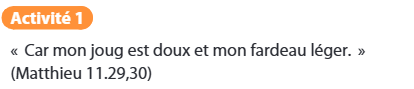 Activité 1
« Car mon joug est doux et mon fardeau léger. »
(Matthieu 11.29,30)